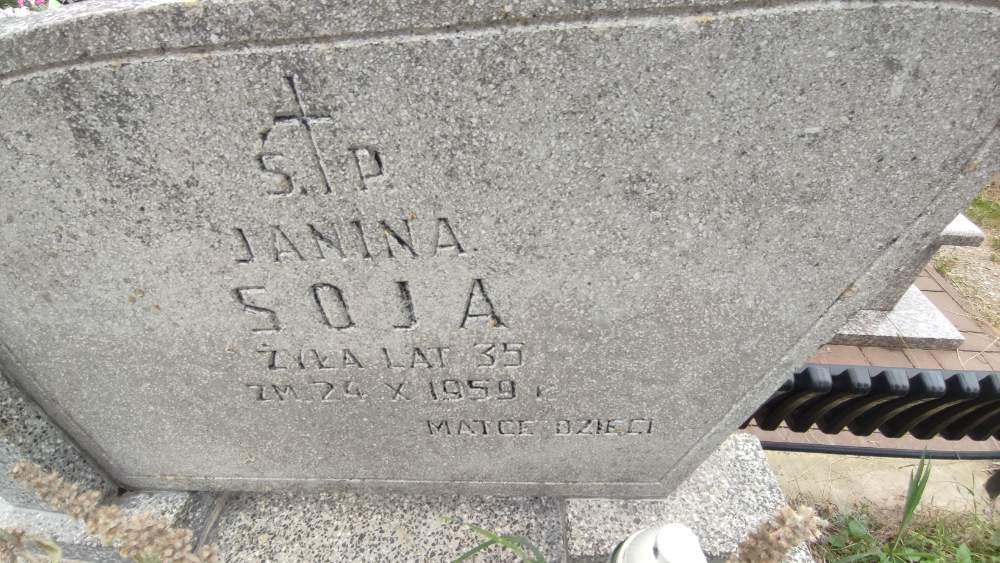 Ś. P.
JANINA
SOJA
ŻYŁA LAT 35
ZM. 24 X 1959 R
MATCE DZIECI